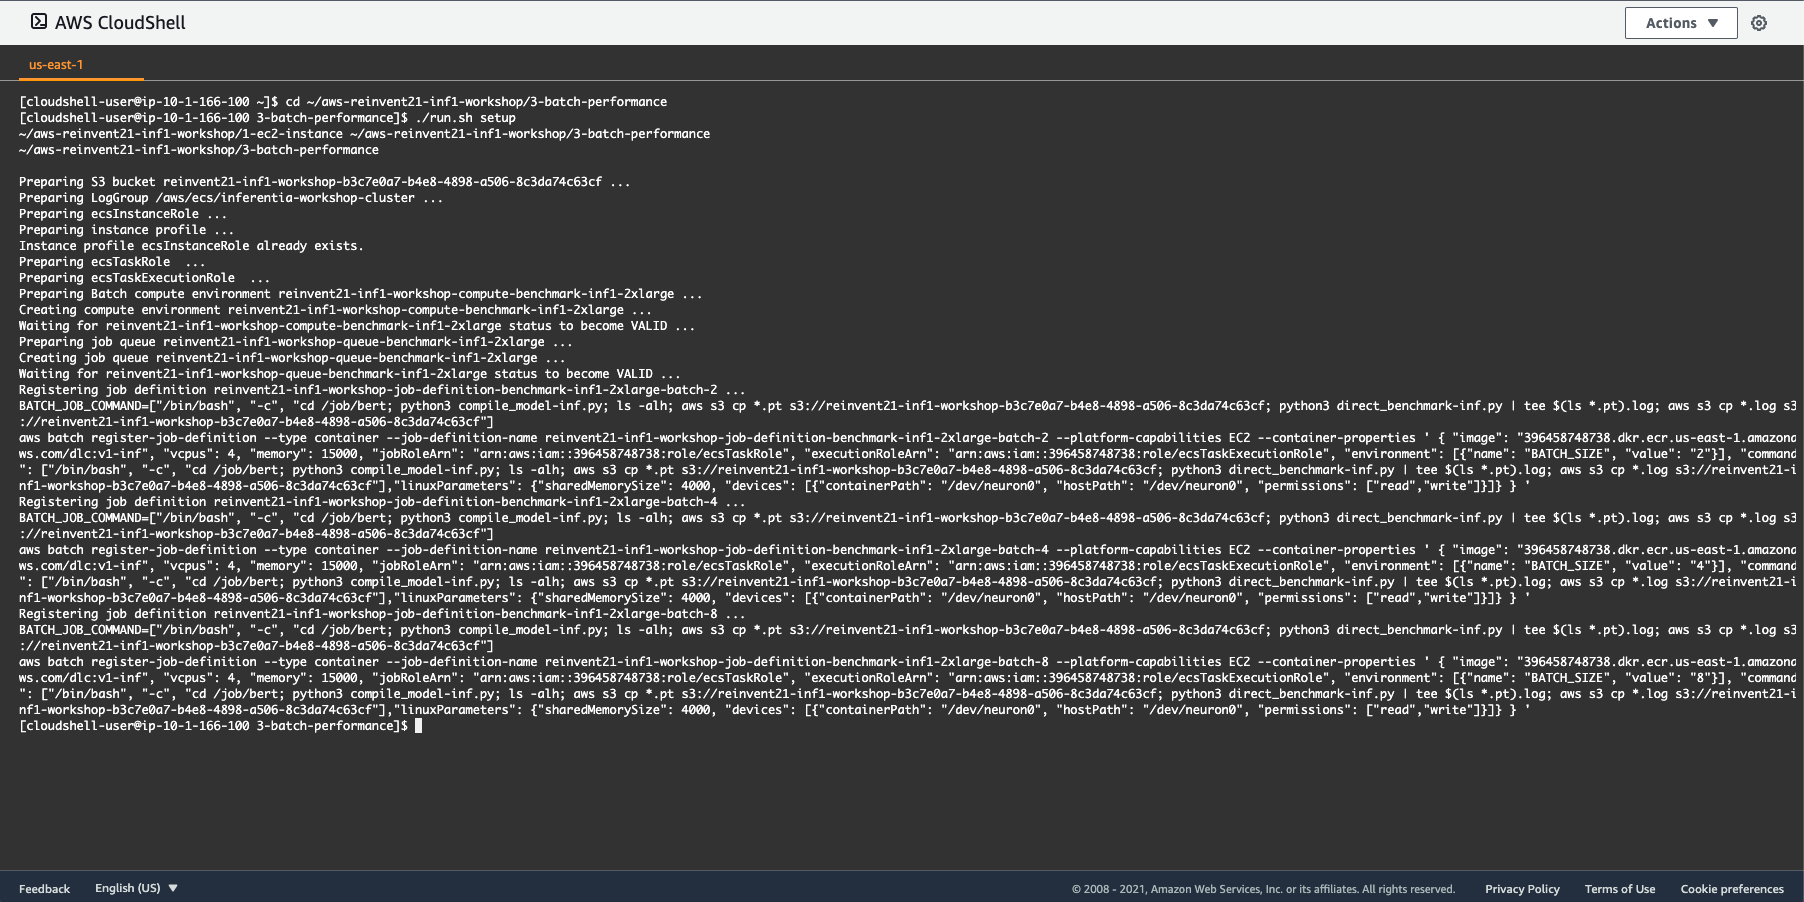 AWS CloudShell
Actions ▼
us-east-1
[cloudshell-user@ip-10-1-166-100 ~]$ cd ~/aws-reinvent21-inf1-workshop/3-batch-performance
[cloudshell-user@ip-10-1-166-100 3-batch-performance]$ ./run.sh setup
~/aws-reinvent21-inf1-workshop/1-ec2-instance ~/aws-reinvent21-inf1-workshop/3-batch-performance
~/aws-reinvent21-inf1-workshop/3-batch-performance
Preparing S3 bucket reinvent21-inf1-workshop-b3c7e0a7-b4e8-4898-a506-8c3da74c63cf ...
Preparing LogGroup /aws/ecs/inferentia-workshop-cluster ...
Preparing ecsInstanceRole ...
Preparing instance profile ...
Instance profile ecsInstanceRole already exists.
Preparing ecsTaskRole  ...
Preparing ecsTaskExecutionRole  ...
Preparing Batch compute environment reinvent21-inf1-workshop-compute-benchmark-inf1-2xlarge ...
Creating compute environment reinvent21-inf1-workshop-compute-benchmark-inf1-2xlarge ...
Waiting for reinvent21-inf1-workshop-compute-benchmark-inf1-2xlarge status to become VALID ...
Preparing job queue reinvent21-inf1-workshop-queue-benchmark-inf1-2xlarge ...
Creating job queue reinvent21-inf1-workshop-queue-benchmark-inf1-2xlarge ...
Waiting for reinvent21-inf1-workshop-queue-benchmark-inf1-2xlarge status to become VALID ...
Registering job definition reinvent21-inf1-workshop-job-definition-benchmark-inf1-2xlarge-batch-2 ...
BATCH_JOB_COMMAND=["/bin/bash", "-c", "cd /job/bert; python3 compile_model-inf.py; ls -alh; aws s3 cp *.pt s3://reinvent21-inf1-workshop-b3c7e0a7-b4e8-4898-a506-8c3da74c63cf; python3 direct_benchmark-inf.py | tee $(ls *.pt).log; aws s3 cp *.log s3
://reinvent21-inf1-workshop-b3c7e0a7-b4e8-4898-a506-8c3da74c63cf"]
aws batch register-job-definition --type container --job-definition-name reinvent21-inf1-workshop-job-definition-benchmark-inf1-2xlarge-batch-2 --platform-capabilities EC2 --container-properties ' { "image": "396458748738.dkr.ecr.us-east-1.amazona
ws.com/dlc:v1-inf", "vcpus": 4, "memory": 15000, "jobRoleArn": "arn:aws:iam::396458748738:role/ecsTaskRole", "executionRoleArn": "arn:aws:iam::396458748738:role/ecsTaskExecutionRole", "environment": [{"name": "BATCH_SIZE", "value": "2"}], "command
": ["/bin/bash", "-c", "cd /job/bert; python3 compile_model-inf.py; ls -alh; aws s3 cp *.pt s3://reinvent21-inf1-workshop-b3c7e0a7-b4e8-4898-a506-8c3da74c63cf; python3 direct_benchmark-inf.py | tee $(ls *.pt).log; aws s3 cp *.log s3://reinvent21-i
nf1-workshop-b3c7e0a7-b4e8-4898-a506-8c3da74c63cf"],"linuxParameters": {"sharedMemorySize": 4000, "devices": [{"containerPath": "/dev/neuron0", "hostPath": "/dev/neuron0", "permissions": ["read","write"]}]} } '
Registering job definition reinvent21-inf1-workshop-job-definition-benchmark-inf1-2xlarge-batch-4 ...
BATCH_JOB_COMMAND=["/bin/bash", "-c", "cd /job/bert; python3 compile_model-inf.py; ls -alh; aws s3 cp *.pt s3://reinvent21-inf1-workshop-b3c7e0a7-b4e8-4898-a506-8c3da74c63cf; python3 direct_benchmark-inf.py | tee $(ls *.pt).log; aws s3 cp *.log s3
://reinvent21-inf1-workshop-b3c7e0a7-b4e8-4898-a506-8c3da74c63cf"]
aws batch register-job-definition --type container --job-definition-name reinvent21-inf1-workshop-job-definition-benchmark-inf1-2xlarge-batch-4 --platform-capabilities EC2 --container-properties ' { "image": "396458748738.dkr.ecr.us-east-1.amazona
ws.com/dlc:v1-inf", "vcpus": 4, "memory": 15000, "jobRoleArn": "arn:aws:iam::396458748738:role/ecsTaskRole", "executionRoleArn": "arn:aws:iam::396458748738:role/ecsTaskExecutionRole", "environment": [{"name": "BATCH_SIZE", "value": "4"}], "command
": ["/bin/bash", "-c", "cd /job/bert; python3 compile_model-inf.py; ls -alh; aws s3 cp *.pt s3://reinvent21-inf1-workshop-b3c7e0a7-b4e8-4898-a506-8c3da74c63cf; python3 direct_benchmark-inf.py | tee $(ls *.pt).log; aws s3 cp *.log s3://reinvent21-i
nf1-workshop-b3c7e0a7-b4e8-4898-a506-8c3da74c63cf"],"linuxParameters": {"sharedMemorySize": 4000, "devices": [{"containerPath": "/dev/neuron0", "hostPath": "/dev/neuron0", "permissions": ["read","write"]}]} } '
Registering job definition reinvent21-inf1-workshop-job-definition-benchmark-inf1-2xlarge-batch-8 ...
BATCH_JOB_COMMAND=["/bin/bash", "-c", "cd /job/bert; python3 compile_model-inf.py; ls -alh; aws s3 cp *.pt s3://reinvent21-inf1-workshop-b3c7e0a7-b4e8-4898-a506-8c3da74c63cf; python3 direct_benchmark-inf.py | tee $(ls *.pt).log; aws s3 cp *.log s3
://reinvent21-inf1-workshop-b3c7e0a7-b4e8-4898-a506-8c3da74c63cf"]
aws batch register-job-definition --type container --job-definition-name reinvent21-inf1-workshop-job-definition-benchmark-inf1-2xlarge-batch-8 --platform-capabilities EC2 --container-properties ' { "image": "396458748738.dkr.ecr.us-east-1.amazona
ws.com/dlc:v1-inf", "vcpus": 4, "memory": 15000, "jobRoleArn": "arn:aws:iam::396458748738:role/ecsTaskRole", "executionRoleArn": "arn:aws:iam::396458748738:role/ecsTaskExecutionRole", "environment": [{"name": "BATCH_SIZE", "value": "8"}], "command
": ["/bin/bash", "-c", "cd /job/bert; python3 compile_model-inf.py; ls -alh; aws s3 cp *.pt s3://reinvent21-inf1-workshop-b3c7e0a7-b4e8-4898-a506-8c3da74c63cf; python3 direct_benchmark-inf.py | tee $(ls *.pt).log; aws s3 cp *.log s3://reinvent21-i
nf1-workshop-b3c7e0a7-b4e8-4898-a506-8c3da74c63cf"],"linuxParameters": {"sharedMemorySize": 4000, "devices": [{"containerPath": "/dev/neuron0", "hostPath": "/dev/neuron0", "permissions": ["read","write"]}]} } '
[cloudshell-user@ip-10-1-166-100 3-batch-performance]$
Feedback English (US) ▼ © 2008 - 2021, Amazon Web Services, Inc. or its affiliates. All rights reserved. Privacy Policy Terms of Use Cookie preferences